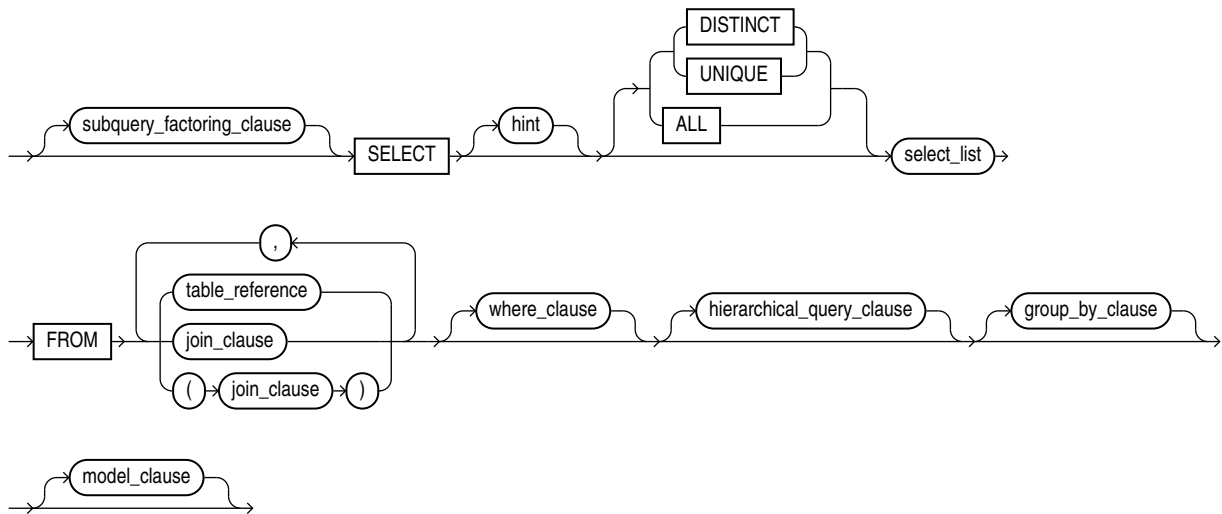 DISTINCT
UNIQUE
subquery_factoring_clause
hint
ALL
SELECT
select_list
,
table_reference
where_clause
hierarchical_query_clause
group_by_clause
FROM
join_clause
( join_clause )
model_clause